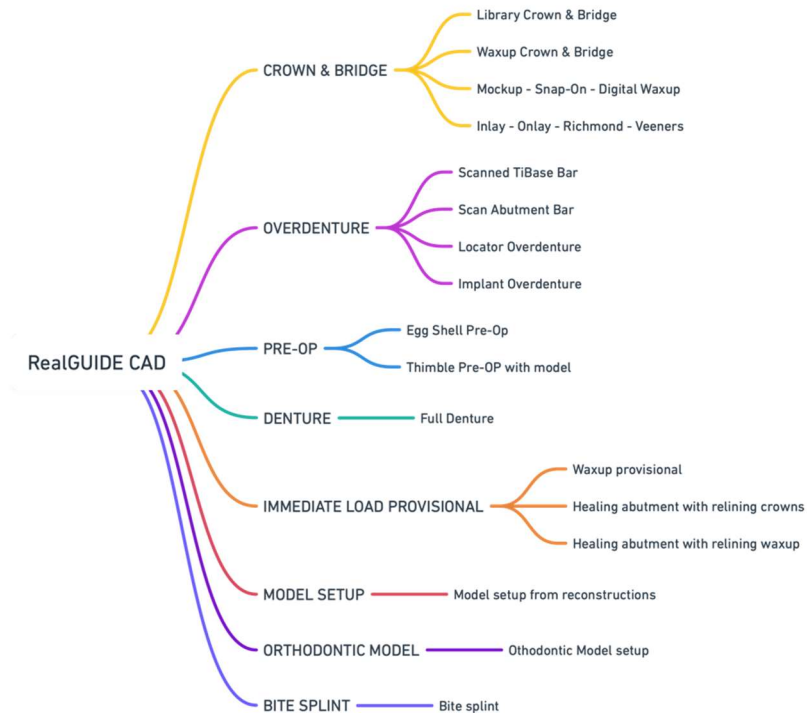 RealGUIDE CAD
CROWN & BRIDGE
Library Crown & Bridge
Waxup Crown & Bridge
Mockup - Snap-On - Digital Waxup
Inlay - Onlay - Richmond - Veeners
OVERDENTURE
Scanned TiBase Bar
Scan Abutment Bar
Locator Overdenture
Implant Overdenture
PRE-OP
Egg Shell Pre-Op
Thimble Pre-OP with model
DENTURE
Full Denture
IMMEDIATE LOAD PROVISIONAL
Waxup provisional
Healing abutment with relining crowns
Healing abutment with relining waxup
MODEL SETUP
Model setup from reconstructions
ORTHODONTIC MODEL
Othodontic Model setup
BITE SPLINT
Bite splint